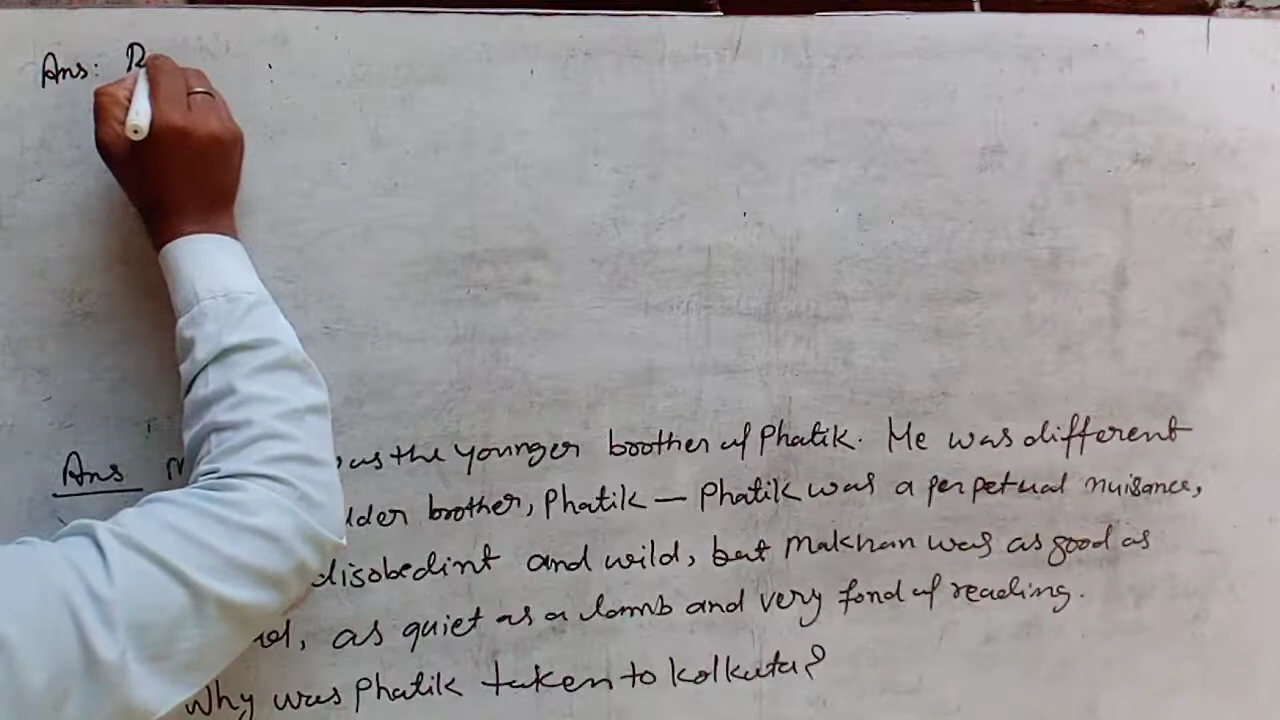 Ans:
Ans as the younger brother of Phatik. He was different
lder brother, Phatik — Phatik was a perpetual nuisance,
disobedint and wild, but Makhan was as good as
as quiet as a lamb and very fond of reading.
Why was Phatik taken to Kolkata?